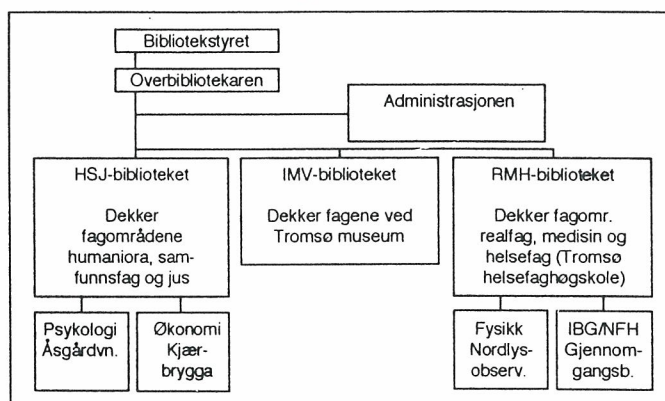 Bibliotekstyret
Overbibliotekaren
Administrasjonen
HSJ-biblioteket
Dekker
fagområdene
humaniora, sam-
funnsfag og jus
IMV-biblioteket
Dekker fagene ved
Tromsø museum
RMH-biblioteket
Dekker fagomr.
realfag, medisin og
helsefag (Tromsø
helsefaghøgskole)
Psykologi
Åsgårdvn.
Økonomi
Kjær-
brygga
Fysikk
Nordlys-
observ.
IBG/NFH
Gjennom-
gangsb.